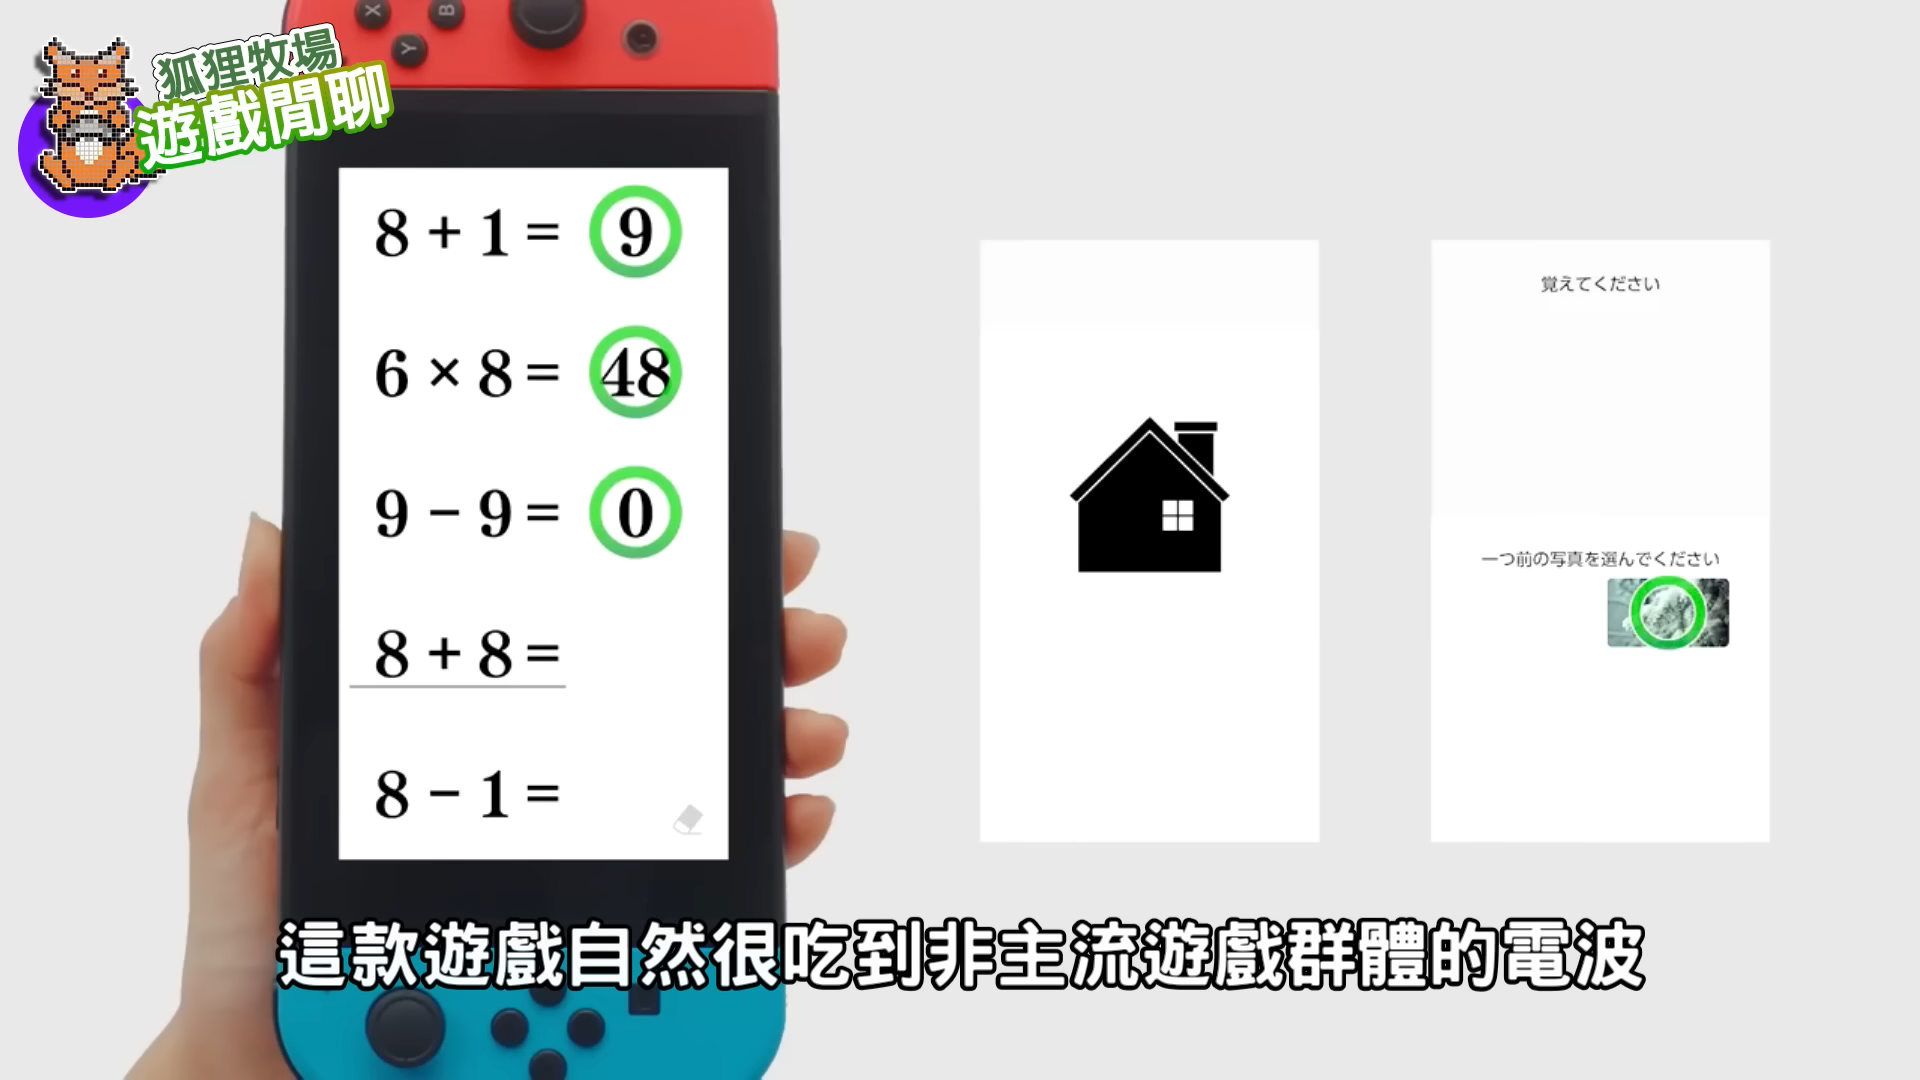 狐狸牧場
遊戲閒聊
X
B
Y
8 + 1 = 9
6 × 8 = 48
9 − 9 = 0
8 + 8 =
8 − 1 =
覚えてください
一つ前の写真を選んでください
這款遊戲自然很吃到非主流遊戲群體的電波